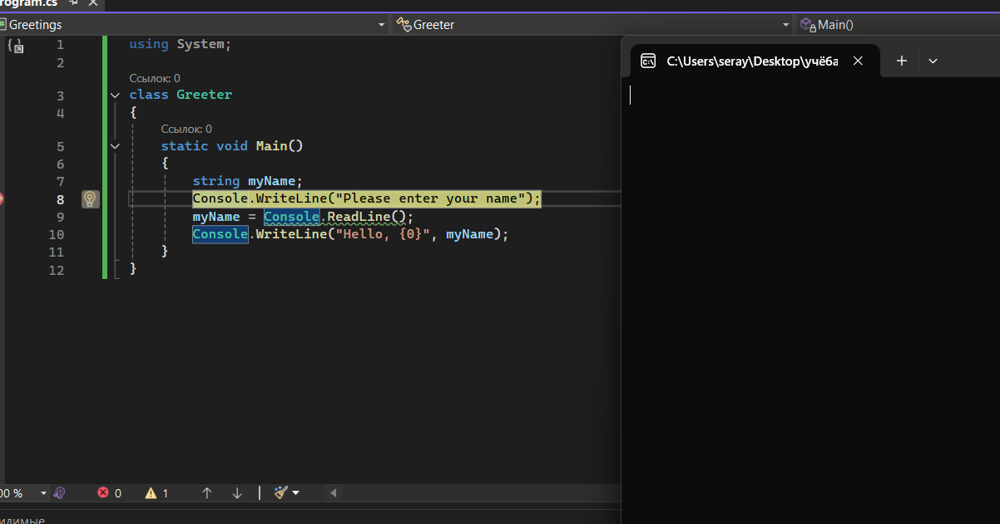 rogram.cs
Greetings
Greeter
Main()
C:\Users\seray\Desktop\учёба
1 using System;
2
Ссылок: 0
3 class Greeter
4 {
Ссылок: 0
5 static void Main()
6 {
7 string myName;
8 Console.WriteLine("Please enter your name");
9 myName = Console.ReadLine();
10 Console.WriteLine("Hello, {0}", myName);
11 }
12 }
00 %
0
1
идимые